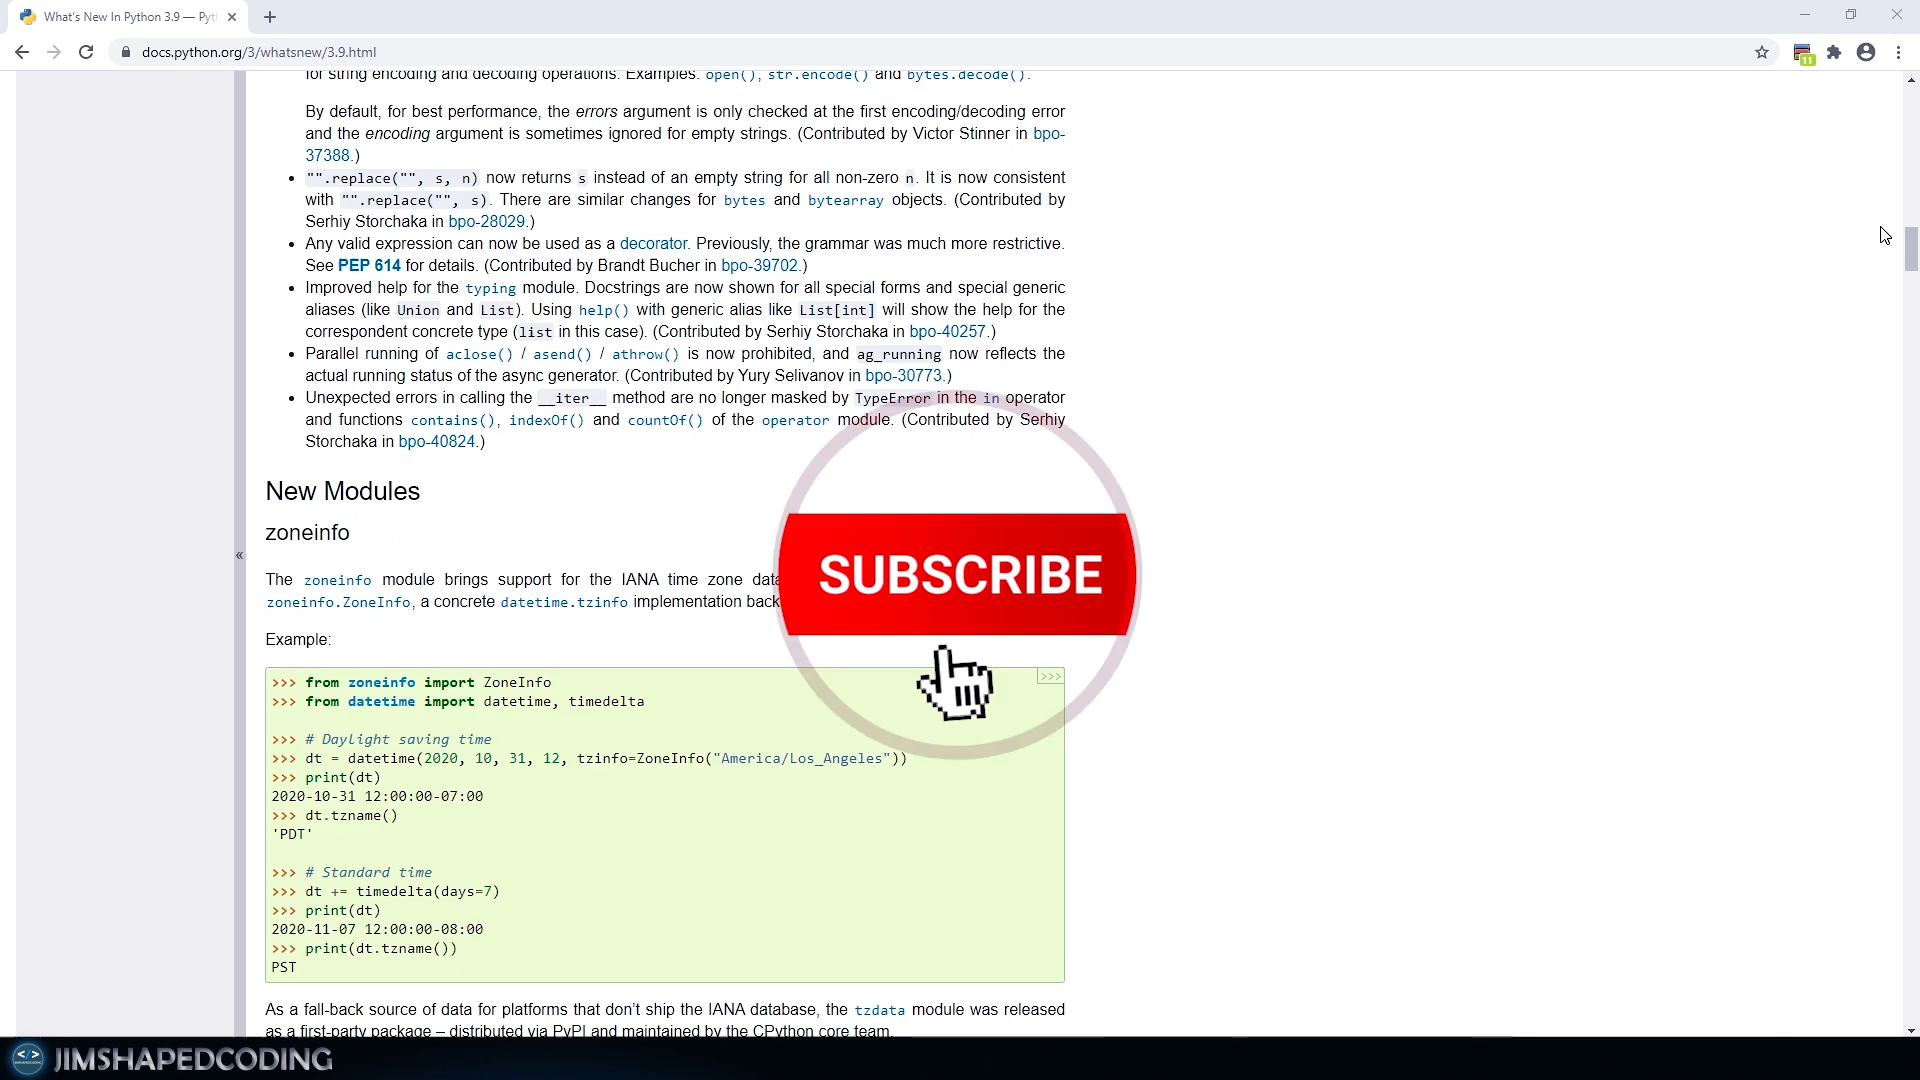 What's New In Python 3.9 — Pyt
docs.python.org/3/whatsnew/3.9.html
11
for string encoding and decoding operations. Examples: open(), str.encode() and bytes.decode().
By default, for best performance, the errors argument is only checked at the first encoding/decoding error
and the encoding argument is sometimes ignored for empty strings. (Contributed by Victor Stinner in bpo-
37388.)
• "".replace("", s, n) now returns s instead of an empty string for all non-zero n. It is now consistent
with "".replace("", s). There are similar changes for bytes and bytearray objects. (Contributed by
Serhiy Storchaka in bpo-28029.)
• Any valid expression can now be used as a decorator. Previously, the grammar was much more restrictive.
See PEP 614 for details. (Contributed by Brandt Bucher in bpo-39702.)
• Improved help for the typing module. Docstrings are now shown for all special forms and special generic
aliases (like Union and List). Using help() with generic alias like List[int] will show the help for the
correspondent concrete type (list in this case). (Contributed by Serhiy Storchaka in bpo-40257.)
• Parallel running of aclose() / asend() / athrow() is now prohibited, and ag_running now reflects the
actual running status of the async generator. (Contributed by Yury Selivanov in bpo-30773.)
• Unexpected errors in calling the __iter__ method are no longer masked by TypeError in the in operator
and functions contains(), indexOf() and countOf() of the operator module. (Contributed by Serhiy
Storchaka in bpo-40824.)
New Modules
zoneinfo
«
The zoneinfo module brings support for the IANA time zone data
zoneinfo.ZoneInfo, a concrete datetime.tzinfo implementation back
SUBSCRIBE
Example:
>>>
>>> from zoneinfo import ZoneInfo
>>> from datetime import datetime, timedelta
>>> # Daylight saving time
>>> dt = datetime(2020, 10, 31, 12, tzinfo=ZoneInfo("America/Los_Angeles"))
>>> print(dt)
2020-10-31 12:00:00-07:00
>>> dt.tzname()
'PDT'
>>> # Standard time
>>> dt += timedelta(days=7)
>>> print(dt)
2020-11-07 12:00:00-08:00
>>> print(dt.tzname())
PST
As a fall-back source of data for platforms that don't ship the IANA database, the tzdata module was released
as a first-party package – distributed via PyPI and maintained by the CPython core team.
</> JIMSHAPEDCODING